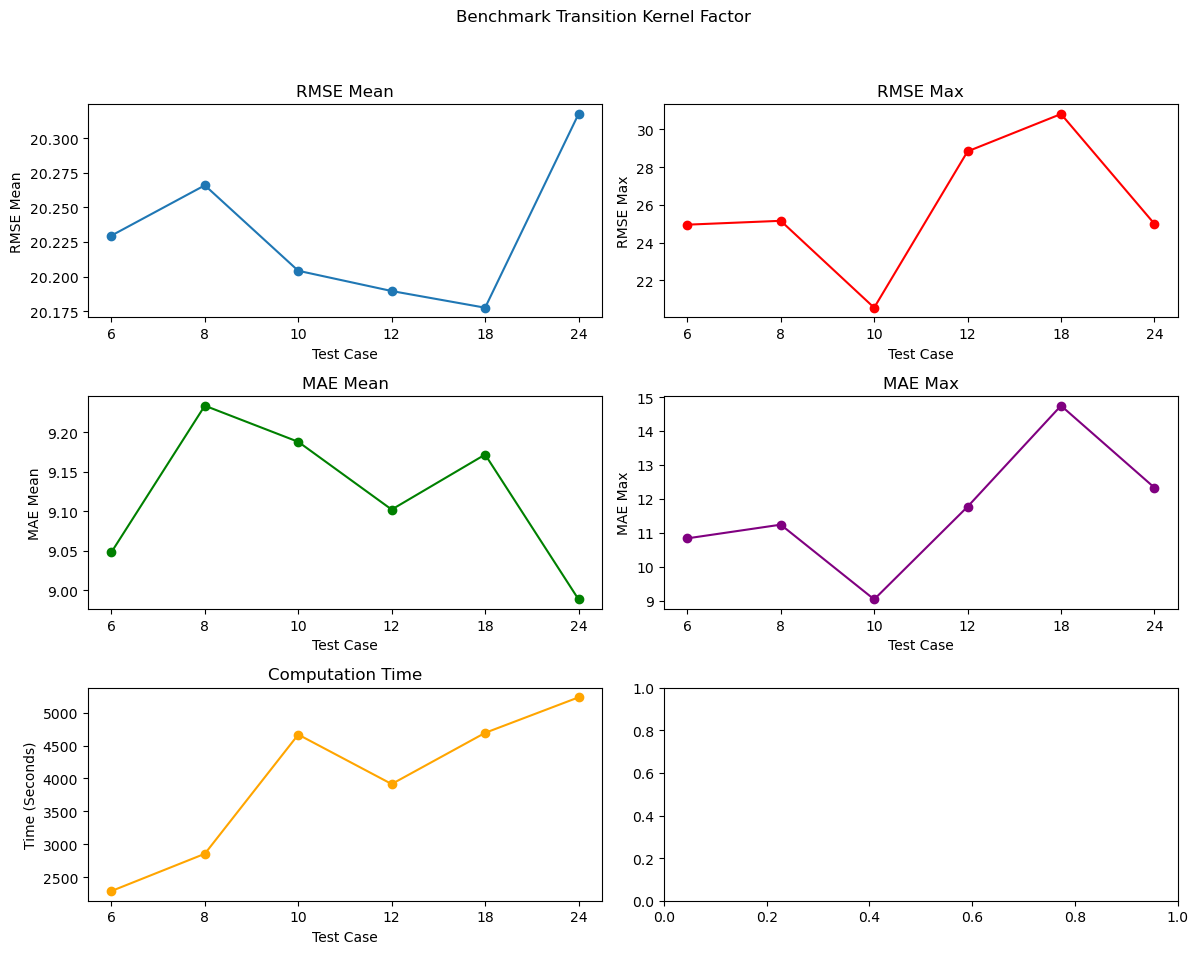 Benchmark Transition Kernel Factor
RMSE Mean
RMSE Mean
20.300
20.275
20.250
20.225
20.200
20.175
6 8 10 12 18 24
Test Case
RMSE Max
RMSE Max
30
28
26
24
22
6 8 10 12 18 24
Test Case
MAE Mean
MAE Mean
9.20
9.15
9.10
9.05
9.00
6 8 10 12 18 24
Test Case
MAE Max
MAE Max
15
14
13
12
11
10
9
6 8 10 12 18 24
Test Case
Computation Time
Time (Seconds)
5000
4500
4000
3500
3000
2500
6 8 10 12 18 24
Test Case
1.0
0.8
0.6
0.4
0.2
0.0
0.0 0.2 0.4 0.6 0.8 1.0